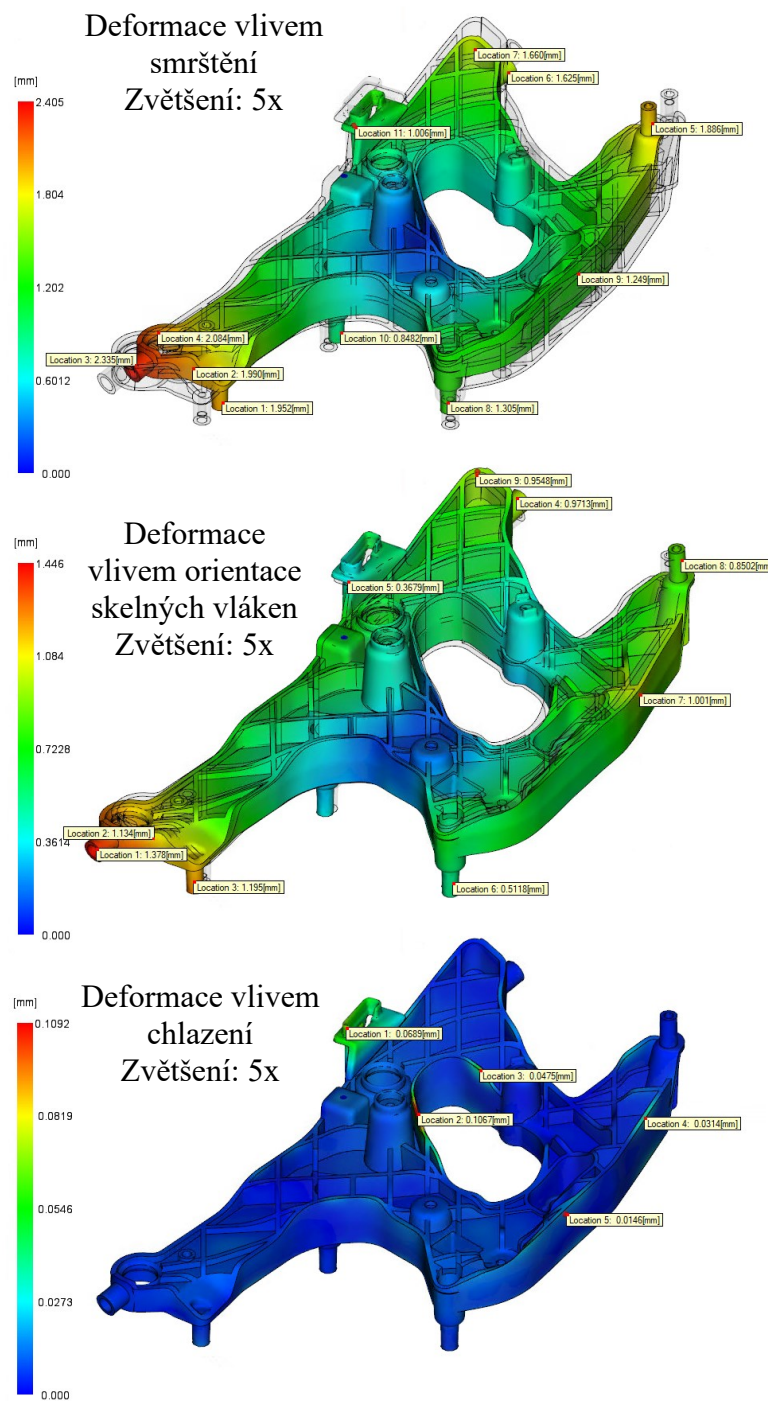 Deformace vlivem
smrštění
Zvětšení: 5x
[mm]
2.405
1.804
1.202
0.6012
0.000
Location 7: 1.660[mm]
Location 6: 1.625[mm]
Location 11: 1.006[mm]
Location 5: 1.886[mm]
Location 9: 1.249[mm]
Location 4: 2.084[mm]
Location 10: 0.8482[mm]
Location 3: 2.335[mm]
Location 2: 1.990[mm]
Location 1: 1.952[mm]
Location 8: 1.305[mm]
Deformace
vlivem orientace
skelných vláken
Zvětšení: 5x
[mm]
1.446
1.084
0.7228
0.3614
0.000
Location 9: 0.9548[mm]
Location 4: 0.9713[mm]
Location 8: 0.8502[mm
Location 5: 0.3679[mm]
Location 7: 1.001[mm]
Location 2: 1.134[mm]
Location 1: 1.378[mm]
Location 3: 1.195[mm]
Location 6: 0.5118[mm]
Deformace vlivem
chlazení
Zvětšení: 5x
[mm]
0.1092
0.0819
0.0546
0.0273
0.000
Location 1: 0.0689[mm]
Location 3: 0.0475[mm]
Location 2: 0.1067[mm]
Location 4: 0.0314[mm]
Location 5: 0.0146[mm]